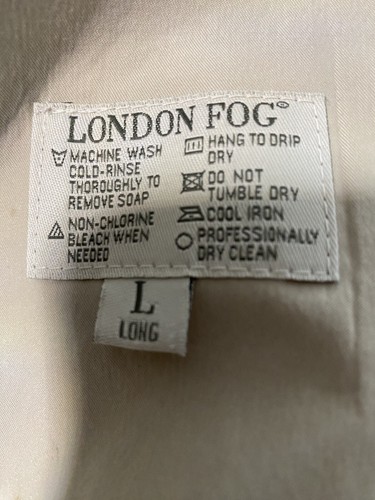 LONDON FOG®
MACHINE WASH
COLD-RINSE
THOROUGHLY TO
REMOVE SOAP
NON-CHLORINE
BLEACH WHEN
NEEDED
HANG TO DRIP
DRY
DO NOT
TUMBLE DRY
COOL IRON
PROFESSIONALLY
DRY CLEAN
L
LONG